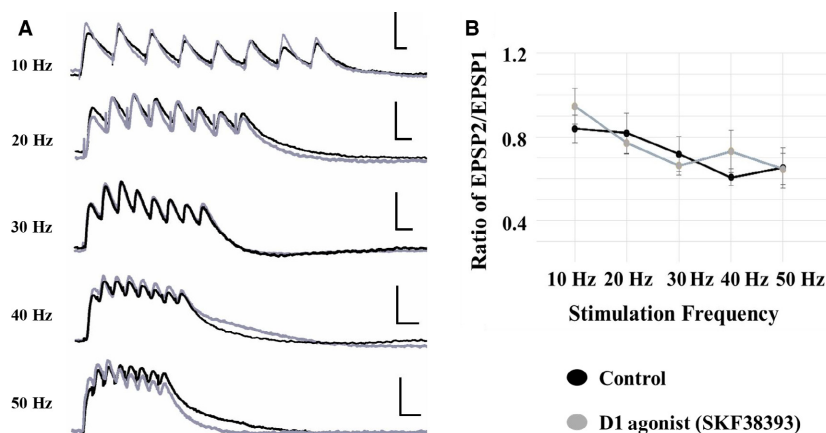 A
10 Hz
20 Hz
30 Hz
40 Hz
50 Hz
B
Ratio of EPSP2/EPSP1
1.2
0.8
0.4
10 Hz 20 Hz 30 Hz 40 Hz 50 Hz
Stimulation Frequency
Control
D1 agonist (SKF38393)